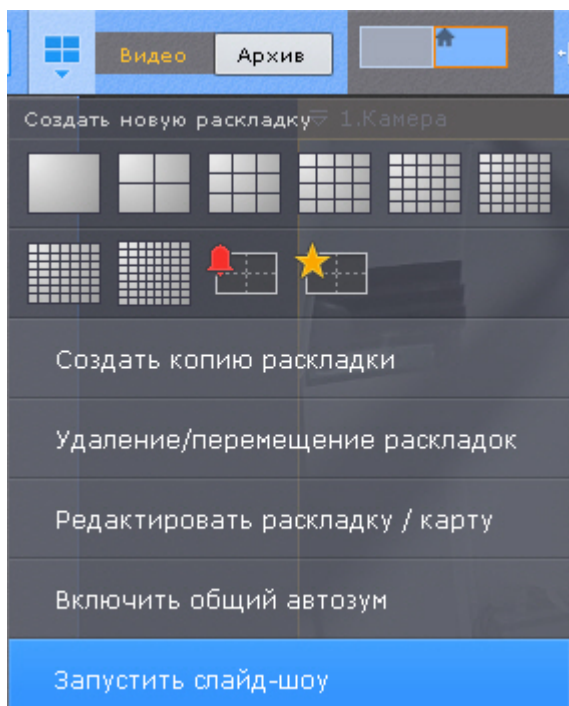 Видео Архив
Создать новую раскладку 1.Камера
Создать копию раскладки
Удаление/перемещение раскладок
Редактировать раскладку / карту
Включить общий автозум
Запустить слайд-шоу